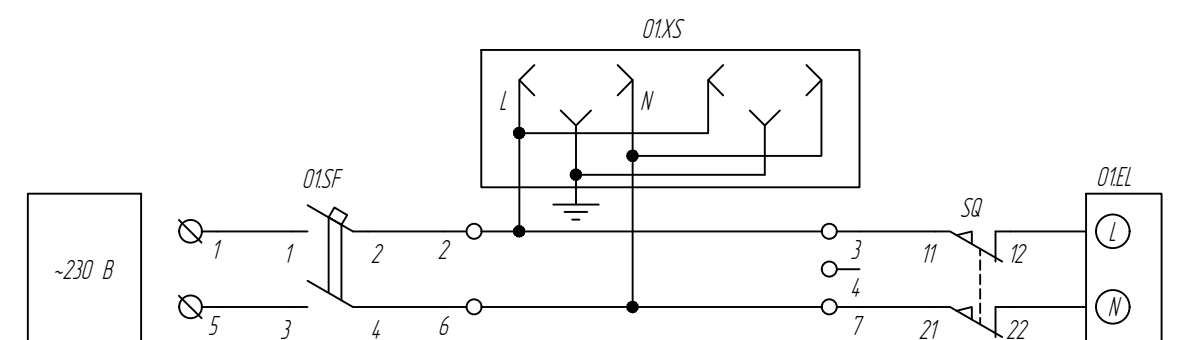 01.XS
L N
01.SF
01.EL
SQ
1 1 2 2 3 11 12 L
~230 В
4
5 3 4 6 7 21 22 N